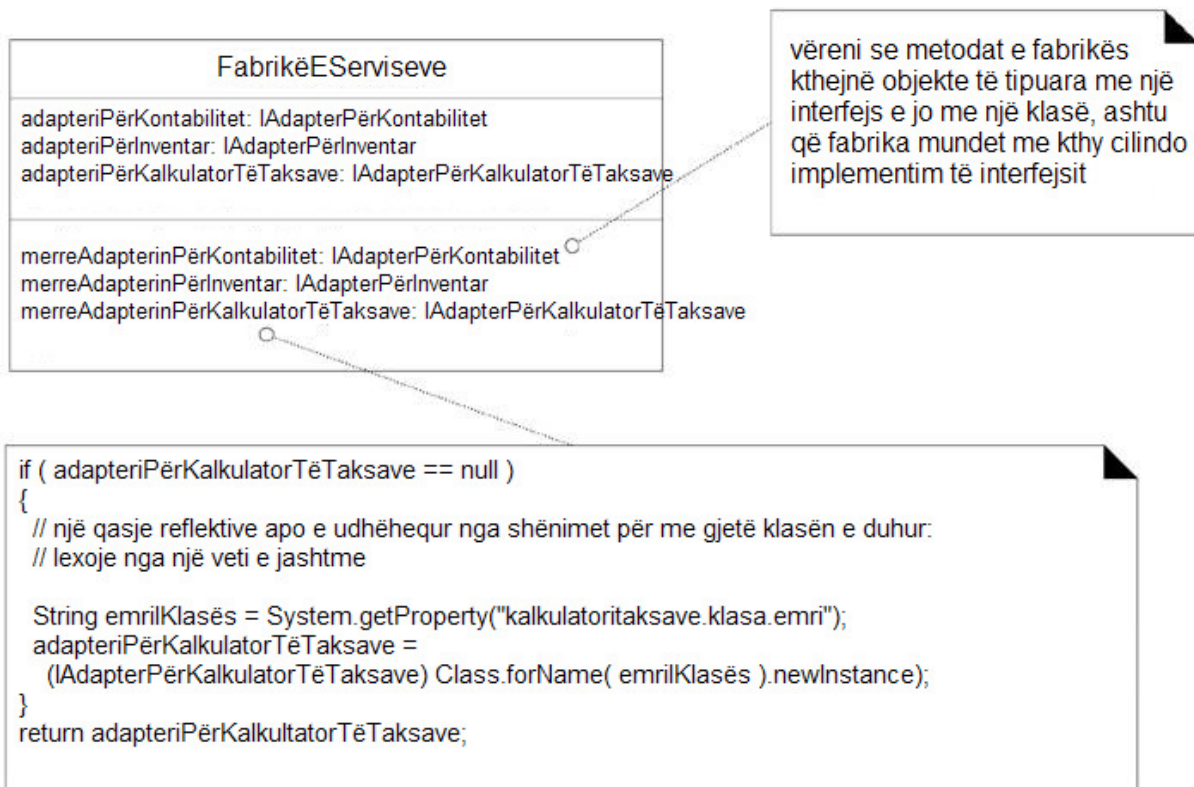 FabrikëEServiseve
adapteriPërKontabilitet: IAdapterPërKontabilitet
adapteriPërInventar: IAdapterPërInventar
adapteriPërKalkulatorTëTaksave: IAdapterPërKalkulatorTëTaksave
merreAdapterinPërKontabilitet: IAdapterPërKontabilitet
merreAdapterinPërInventar: IAdapterPërInventar
merreAdapterinPërKalkulatorTëTaksave: IAdapterPërKalkulatorTëTaksave
vëreni se metodat e fabrikës
kthejnë objekte të tipuara me një
interfejs e jo me një klasë, ashtu
që fabrika mundet me kthy cilindo
implementim të interfejsit
if ( adapteriPërKalkulatorTëTaksave == null )
{
// një qasje reflektive apo e udhëhequr nga shënimet për me gjetë klasën e duhur:
// lexoje nga një veti e jashtme
String emriIKlasës = System.getProperty("kalkulatoritaksave.klasa.emri");
adapteriPërKalkulatorTëTaksave =
(IAdapterPërKalkulatorTëTaksave) Class.forName( emriIKlasës ).newInstance);
}
return adapteriPërKalkultatorTëTaksave;